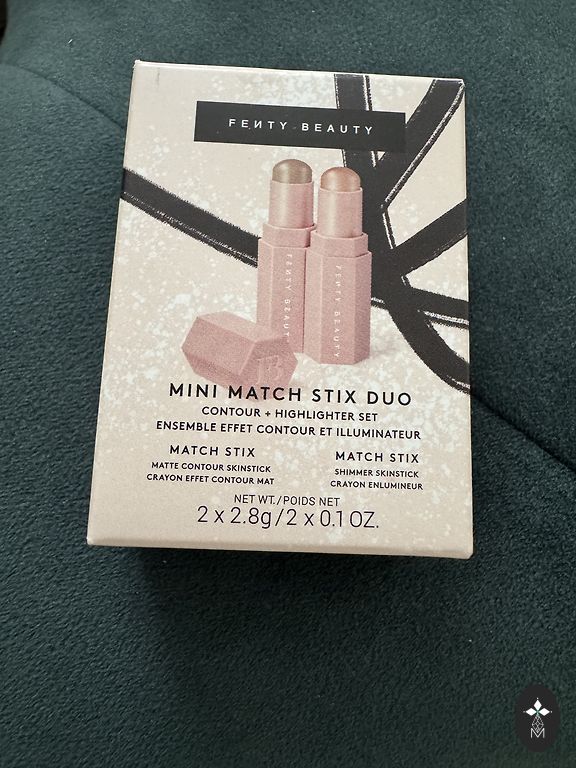 FENTY BEAUTY
FENTY BEAUTY
MINI MATCH STIX DUO
CONTOUR + HIGHLIGHTER SET
ENSEMBLE EFFET CONTOUR ET ILLUMINATEUR
MATCH STIX
MATTE CONTOUR SKINSTICK
CRAYON EFFET CONTOUR MAT
MATCH STIX
SHIMMER SKINSTICK
CRAYON ENLUMINEUR
NET WT./POIDS NET
2 x 2.8g/2 x 0.1 OZ.
M